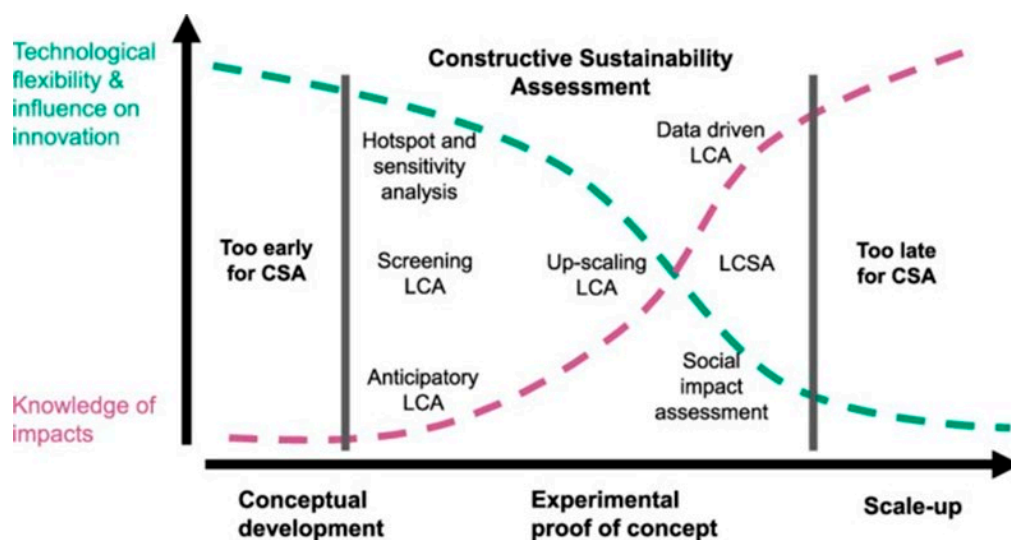 Technological
flexibility &
influence on
innovation
Constructive Sustainability
Assessment
Hotspot and
sensitivity
analysis
Data driven
LCA
Too early
for CSA
Screening
LCA
Up-scaling
LCA
LCSA
Too late
for CSA
Anticipatory
LCA
Social
impact
assessment
Knowledge of
impacts
Conceptual
development
Experimental
proof of concept
Scale-up